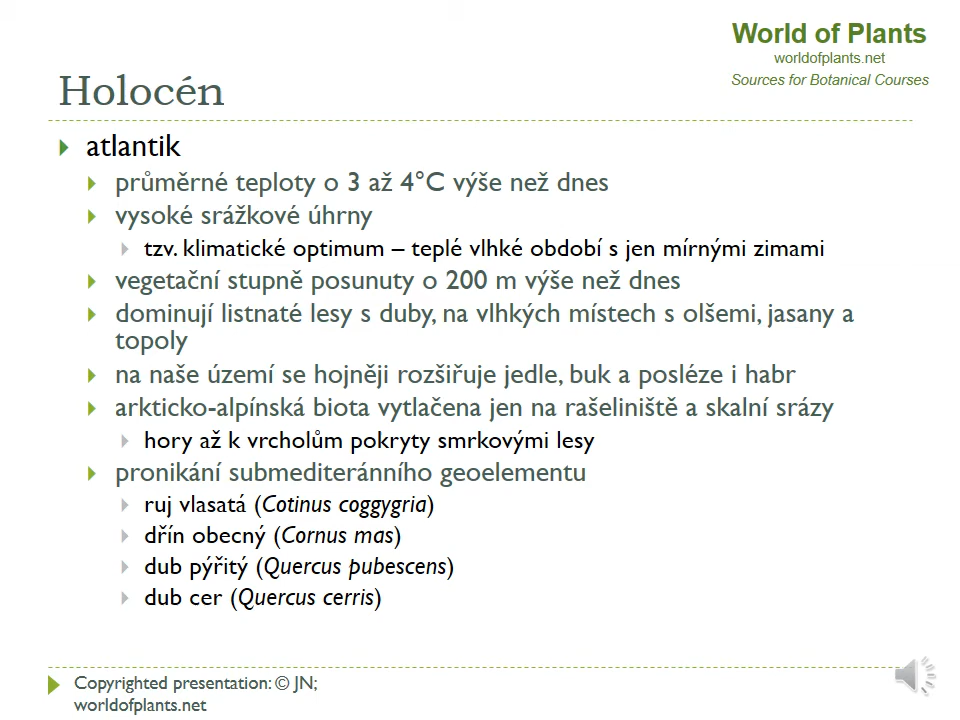 World of Plants
worldofplants.net
Sources for Botanical Courses
Holocén
atlantik
průměrné teploty o 3 až 4°C výše než dnes
vysoké srážkové úhrny
tzv. klimatické optimum – teplé vlhké období s jen mírnými zimami
vegetační stupně posunuty o 200 m výše než dnes
dominují listnaté lesy s duby, na vlhkých místech s olšemi, jasany a
topoly
na naše území se hojněji rozšiřuje jedle, buk a posléze i habr
arkticko-alpínská biota vytlačena jen na rašeliniště a skalní srázy
hory až k vrcholům pokryty smrkovými lesy
pronikání submediteránního geoelementu
ruj vlasatá (Cotinus coggygria)
dřín obecný (Cornus mas)
dub pýřitý (Quercus pubescens)
dub cer (Quercus cerris)
Copyrighted presentation: © JN;
worldofplants.net